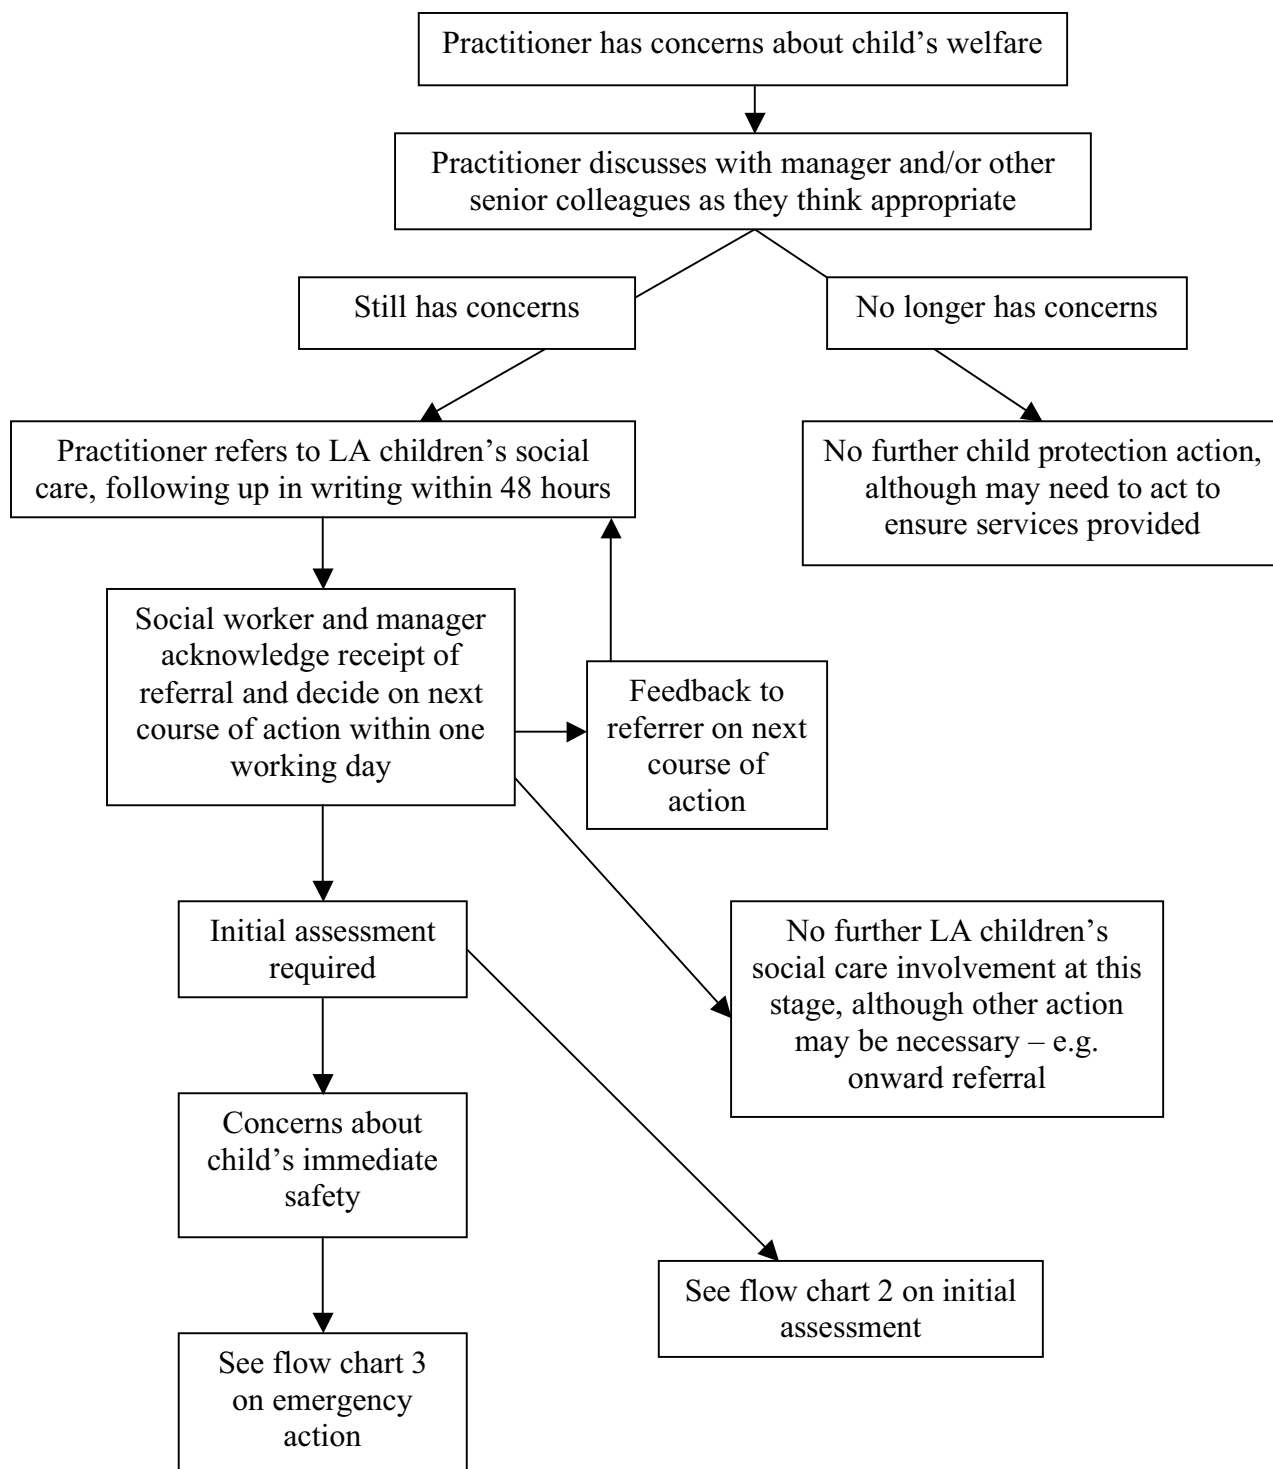 Practitioner has concerns about child’s welfare
Practitioner discusses with manager and/or other
senior colleagues as they think appropriate
Still has concerns
No longer has concerns
Practitioner refers to LA children’s social
care, following up in writing within 48 hours
No further child protection action,
although may need to act to
ensure services provided
Social worker and manager
acknowledge receipt of
referral and decide on next
course of action within one
working day
Feedback to
referrer on next
course of
action
Initial assessment
required
No further LA children’s
social care involvement at this
stage, although other action
may be necessary – e.g.
onward referral
Concerns about
child’s immediate
safety
See flow chart 2 on initial
assessment
See flow chart 3
on emergency
action